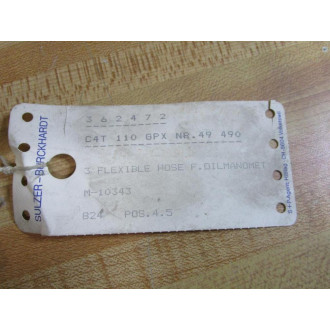 SULZER-BURCKHARDT
3 6 2 4 7 2
C4T 110 GPX NR.49 490
3 FLEXIBLE HOSE F.OILMANOMET
M-10343
824 POS.4.5